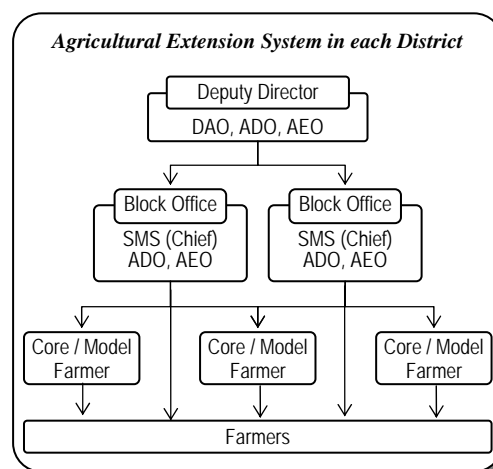 Agricultural Extension System in each District
Deputy Director
DAO, ADO, AEO
Block Office
SMS (Chief)
ADO, AEO
Block Office
SMS (Chief)
ADO, AEO
Core / Model
Farmer
Core / Model
Farmer
Core / Model
Farmer
Farmers